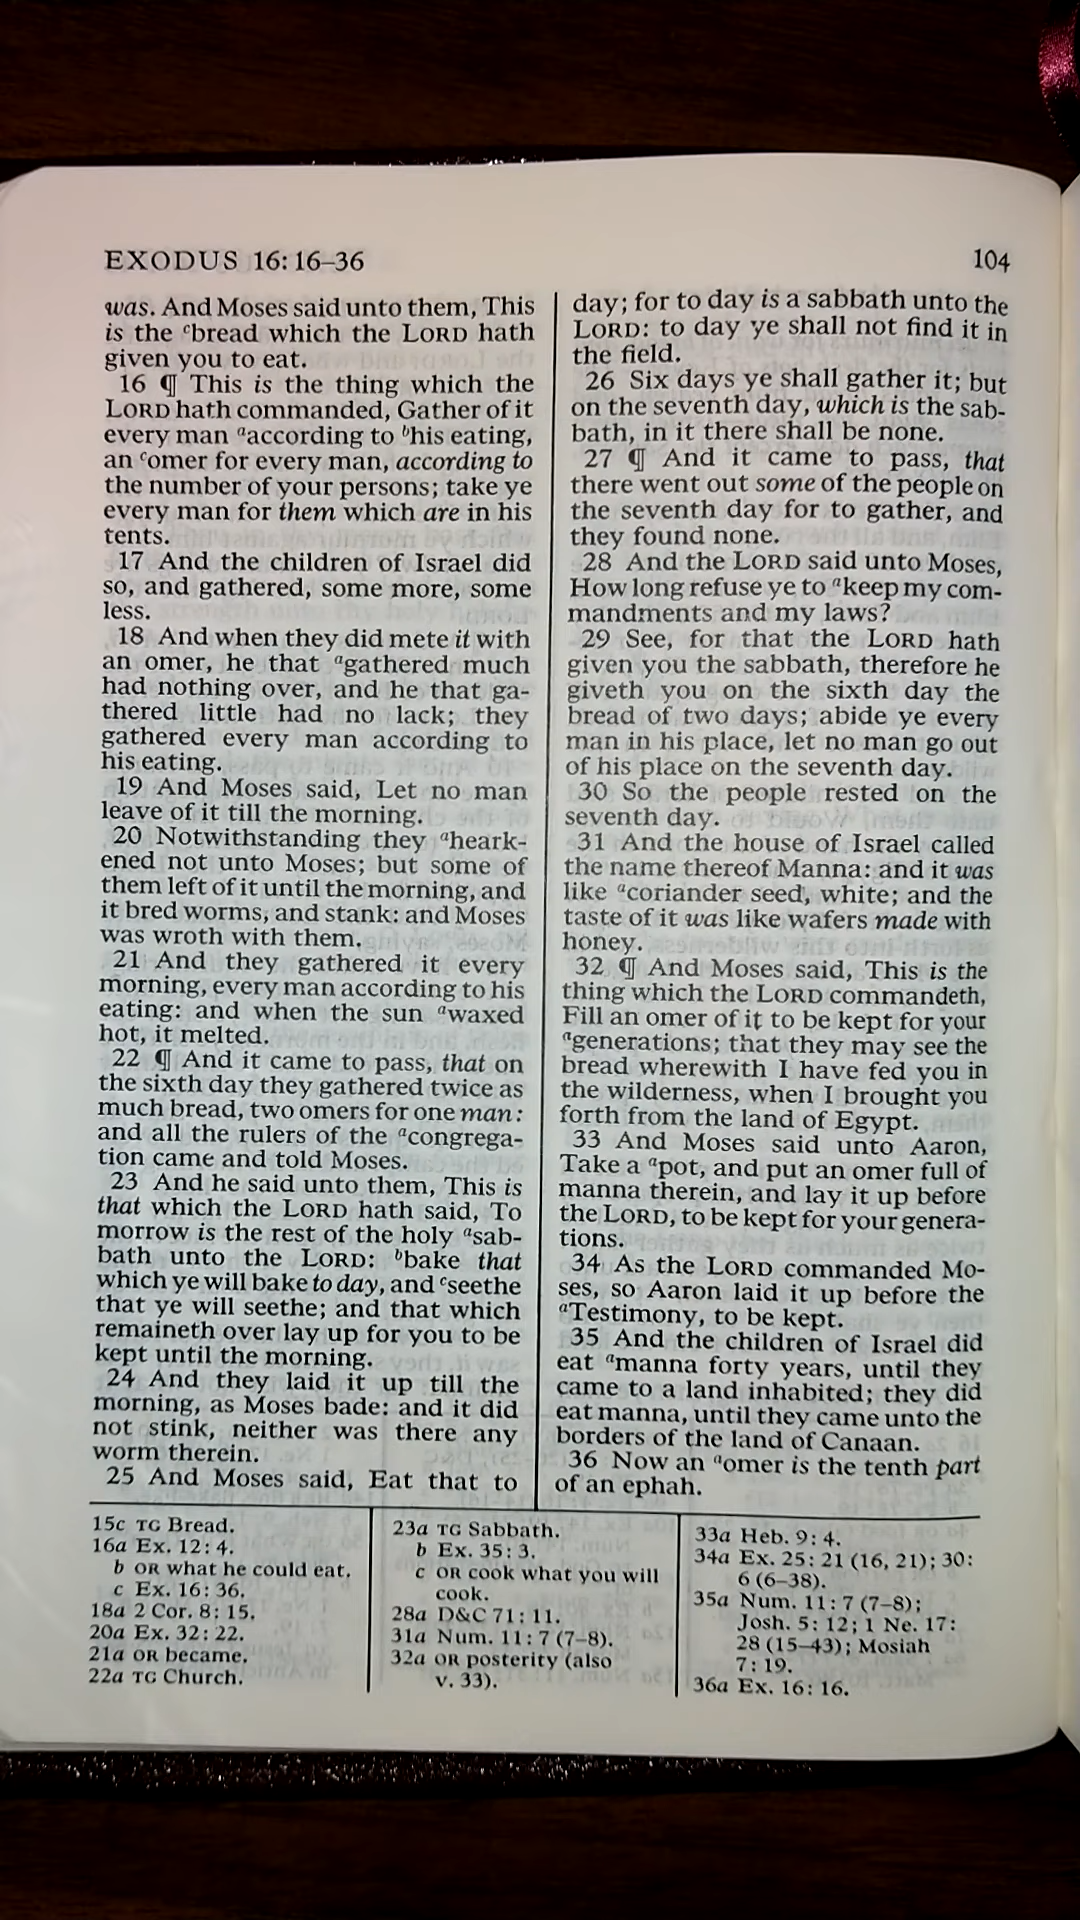 EXODUS 16:16–36
104
was. And Moses said unto them, This
is the cbread which the LORD hath
given you to eat.
16 ¶ This is the thing which the
LORD hath commanded, Gather of it
every man aaccording to bhis eating,
an comer for every man, according to
the number of your persons; take ye
every man for them which are in his
tents.
17 And the children of Israel did
so, and gathered, some more, some
less.
18 And when they did mete it with
an omer, he that agathered much
had nothing over, and he that ga-
thered little had no lack; they
gathered every man according to
his eating.
19 And Moses said, Let no man
leave of it till the morning.
20 Notwithstanding they aheark-
ened not unto Moses; but some of
them left of it until the morning, and
it bred worms, and stank: and Moses
was wroth with them.
21 And they gathered it every
morning, every man according to his
eating: and when the sun awaxed
hot, it melted.
22 ¶ And it came to pass, that on
the sixth day they gathered twice as
much bread, two omers for one man:
and all the rulers of the acongrega-
tion came and told Moses.
23 And he said unto them, This is
that which the LORD hath said, To
morrow is the rest of the holy asab-
bath unto the LORD: bbake that
which ye will bake to day, and cseethe
that ye will seethe; and that which
remaineth over lay up for you to be
kept until the morning.
24 And they laid it up till the
morning, as Moses bade: and it did
not stink, neither was there any
worm therein.
25 And Moses said, Eat that to
day; for to day is a sabbath unto the
LORD: to day ye shall not find it in
the field.
26 Six days ye shall gather it; but
on the seventh day, which is the sab-
bath, in it there shall be none.
27 ¶ And it came to pass, that
there went out some of the people on
the seventh day for to gather, and
they found none.
28 And the LORD said unto Moses,
How long refuse ye to akeep my com-
mandments and my laws?
29 See, for that the LORD hath
given you the sabbath, therefore he
giveth you on the sixth day the
bread of two days; abide ye every
man in his place, let no man go out
of his place on the seventh day.
30 So the people rested on the
seventh day.
31 And the house of Israel called
the name thereof Manna: and it was
like acoriander seed, white; and the
taste of it was like wafers made with
honey.
32 ¶ And Moses said, This is the
thing which the LORD commandeth,
Fill an omer of it to be kept for your
agenerations; that they may see the
bread wherewith I have fed you in
the wilderness, when I brought you
forth from the land of Egypt.
33 And Moses said unto Aaron,
Take a apot, and put an omer full of
manna therein, and lay it up before
the LORD, to be kept for your genera-
tions.
34 As the LORD commanded Mo-
ses, so Aaron laid it up before the
aTestimony, to be kept.
35 And the children of Israel did
eat amanna forty years, until they
came to a land inhabited; they did
eat manna, until they came unto the
borders of the land of Canaan.
36 Now an aomer is the tenth part
of an ephah.
15c TG Bread.
16a Ex. 12: 4.
b OR what he could eat.
c Ex. 16: 36.
18a 2 Cor. 8: 15.
20a Ex. 32: 22.
21a OR became.
22a TG Church.
23a TG Sabbath.
b Ex. 35: 3.
c OR cook what you will
cook.
28a D&C 71: 11.
31a Num. 11: 7 (7–8).
32a OR posterity (also
v. 33).
33a Heb. 9: 4.
34a Ex. 25: 21 (16, 21); 30:
6 (6–38).
35a Num. 11: 7 (7–8);
Josh. 5: 12; 1 Ne. 17:
28 (15–43); Mosiah
7: 19.
36a Ex. 16: 16.